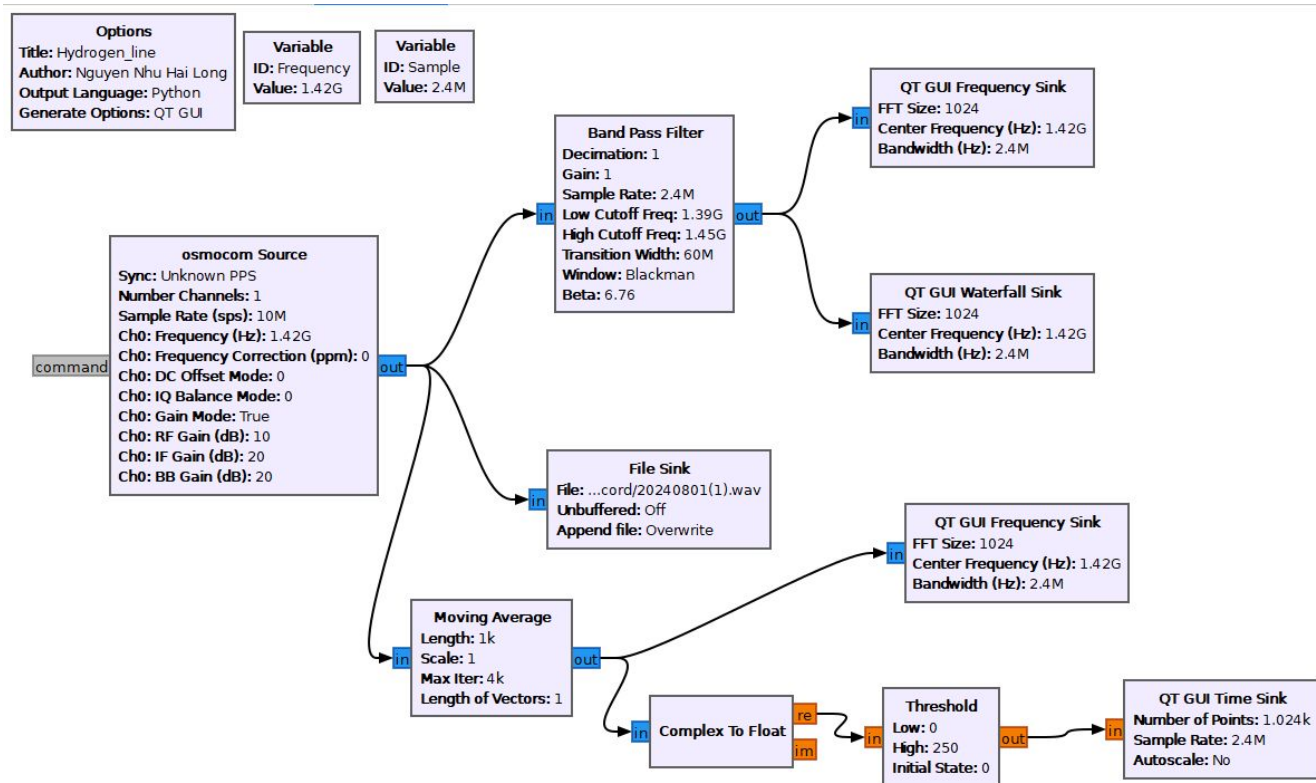 Options
Title: Hydrogen_line
Author: Nguyen Nhu Hai Long
Output Language: Python
Generate Options: QT GUI
Variable
ID: Frequency
Value: 1.42G
Variable
ID: Sample
Value: 2.4M
osmocom Source
Sync: Unknown PPS
Number Channels: 1
Sample Rate (sps): 10M
Ch0: Frequency (Hz): 1.42G
Ch0: Frequency Correction (ppm): 0
Ch0: DC Offset Mode: 0
Ch0: IQ Balance Mode: 0
Ch0: Gain Mode: True
Ch0: RF Gain (dB): 10
Ch0: IF Gain (dB): 20
Ch0: BB Gain (dB): 20
command
out
Band Pass Filter
Decimation: 1
Gain: 1
Sample Rate: 2.4M
Low Cutoff Freq: 1.39G
High Cutoff Freq: 1.45G
Transition Width: 60M
Window: Blackman
Beta: 6.76
in
out
QT GUI Frequency Sink
FFT Size: 1024
Center Frequency (Hz): 1.42G
Bandwidth (Hz): 2.4M
in
QT GUI Waterfall Sink
FFT Size: 1024
Center Frequency (Hz): 1.42G
Bandwidth (Hz): 2.4M
in
File Sink
File: ...cord/20240801(1).wav
Unbuffered: Off
Append file: Overwrite
in
QT GUI Frequency Sink
FFT Size: 1024
Center Frequency (Hz): 1.42G
Bandwidth (Hz): 2.4M
in
Moving Average
Length: 1k
Scale: 1
Max Iter: 4k
Length of Vectors: 1
in
out
Complex To Float
in
re
im
Threshold
Low: 0
High: 250
Initial State: 0
in
out
QT GUI Time Sink
Number of Points: 1.024k
Sample Rate: 2.4M
Autoscale: No
in